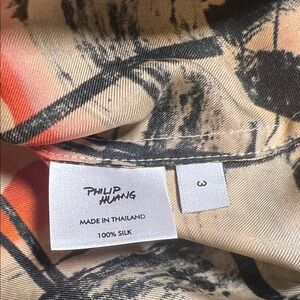 PHILIP
HUANG
MADE IN THAILAND
100% SILK
3